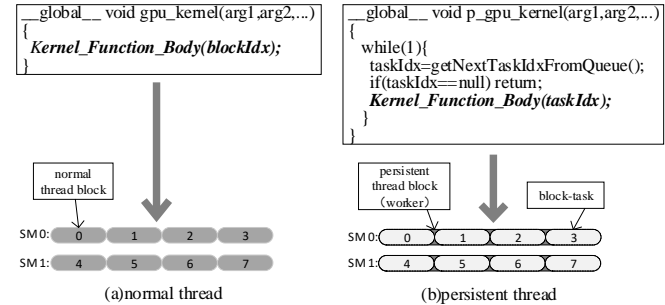 __global__ void gpu_kernel(arg1,arg2,...)
{
Kernel_Function_Body(blockIdx);
}
normal
thread block
SM 0: 0 1 2 3
SM 1: 4 5 6 7
(a)normal thread
__global__ void p_gpu_kernel(arg1,arg2,...)
{
while(1){
taskIdx=getNextTaskIdxFromQueue();
if(taskIdx==null) return;
Kernel_Function_Body(taskIdx);
}
}
persistent
thread block
（worker）
block-task
SM 0: 0 1 2 3
SM 1: 4 5 6 7
(b)persistent thread